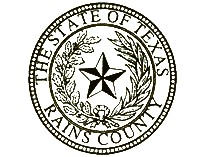 THE STATE OF TEXAS
RAINS COUNTY